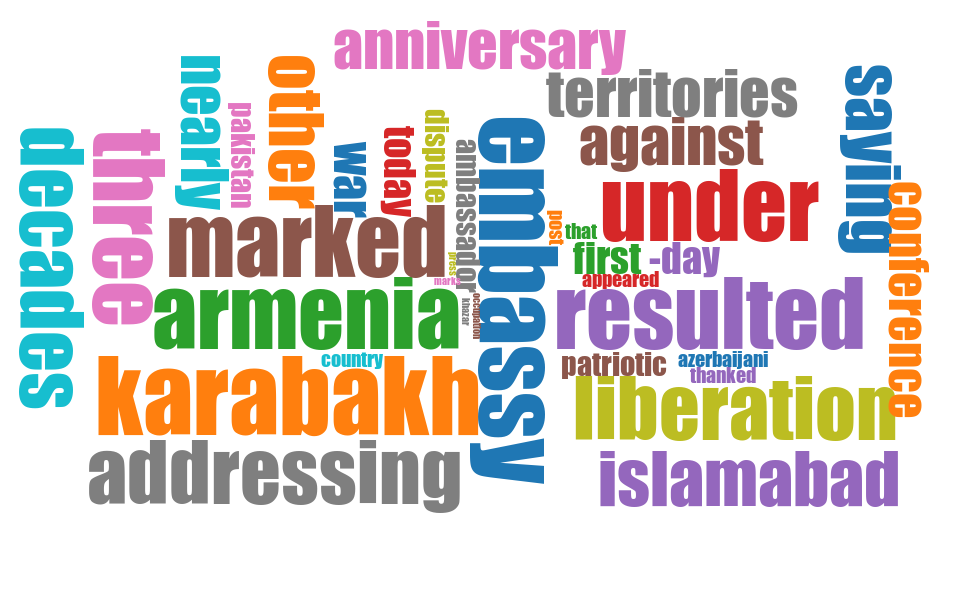 anniversary
nearly
other
territories
saying
pakistan
dispute
against
embassy
decades
three
war
today
ambassador
under
conference
marked
post
that
first
-day
press
appeared
marks
armenia
khazar
occupation
resulted
country
patriotic
azerbaijani
thanked
karabakh
liberation
addressing
islamabad